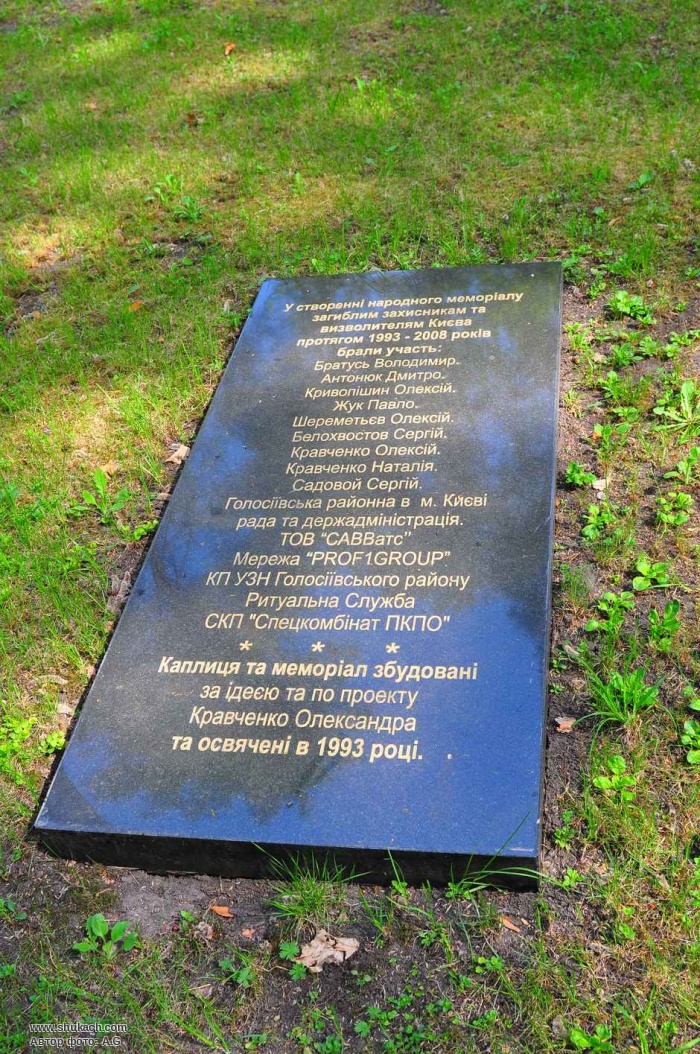 У створенні народного меморіалу
загиблим захисникам та
визволителям Києва
протягом 1993 - 2008 років
брали участь:
Братусь Володимир.
Антонюк Дмитро.
Кривопішин Олексій.
Жук Павло.
Шереметьєв Олексій.
Белохвостов Сергій.
Кравченко Олексій.
Кравченко Наталія.
Садовой Сергій.
Голосіївська районна в м. Києві
рада та держадміністрація.
ТОВ "САВВатс"
Мережа "PROF1GROUP"
КП УЗН Голосіївського району
Ритуальна Служба
СКП "Спецкомбінат ПКПО"
* * *
Каплиця та меморіал збудовані
за ідеєю та по проекту
Кравченко Олександра
та освячені в 1993 році.
www.shukach.com
Автор фото: A.G.